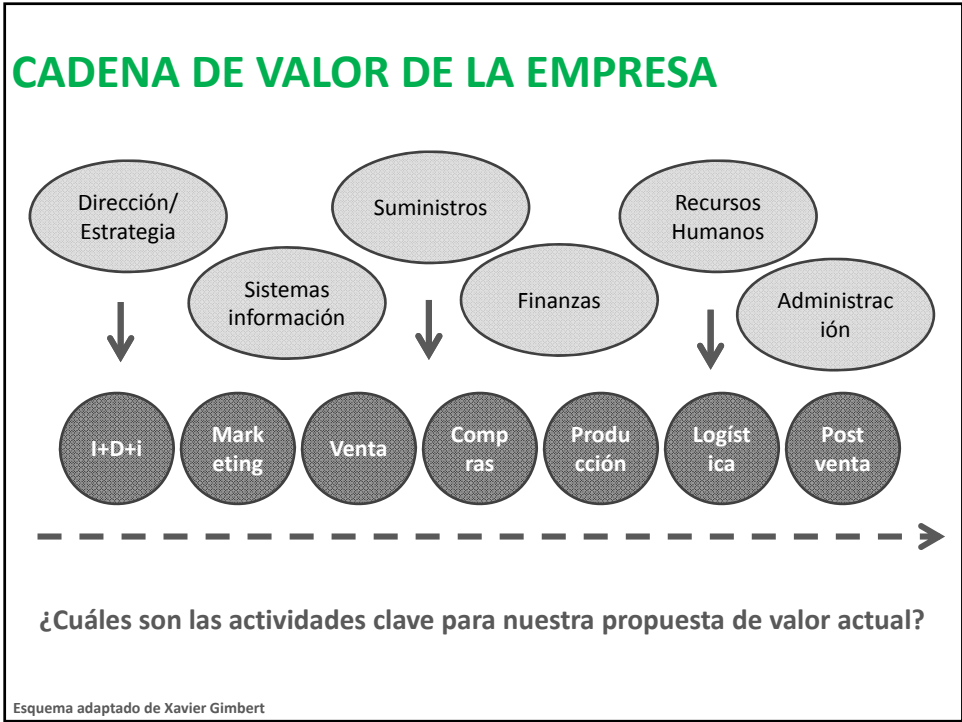 CADENA DE VALOR DE LA EMPRESA
Dirección/
Estrategia
Suministros
Recursos
Humanos
Sistemas
información
Finanzas
Administrac
ión
I+D+i
Mark
eting
Venta
Comp
ras
Produ
cción
Logíst
ica
Post
venta
¿Cuáles son las actividades clave para nuestra propuesta de valor actual?
Esquema adaptado de Xavier Gimbert